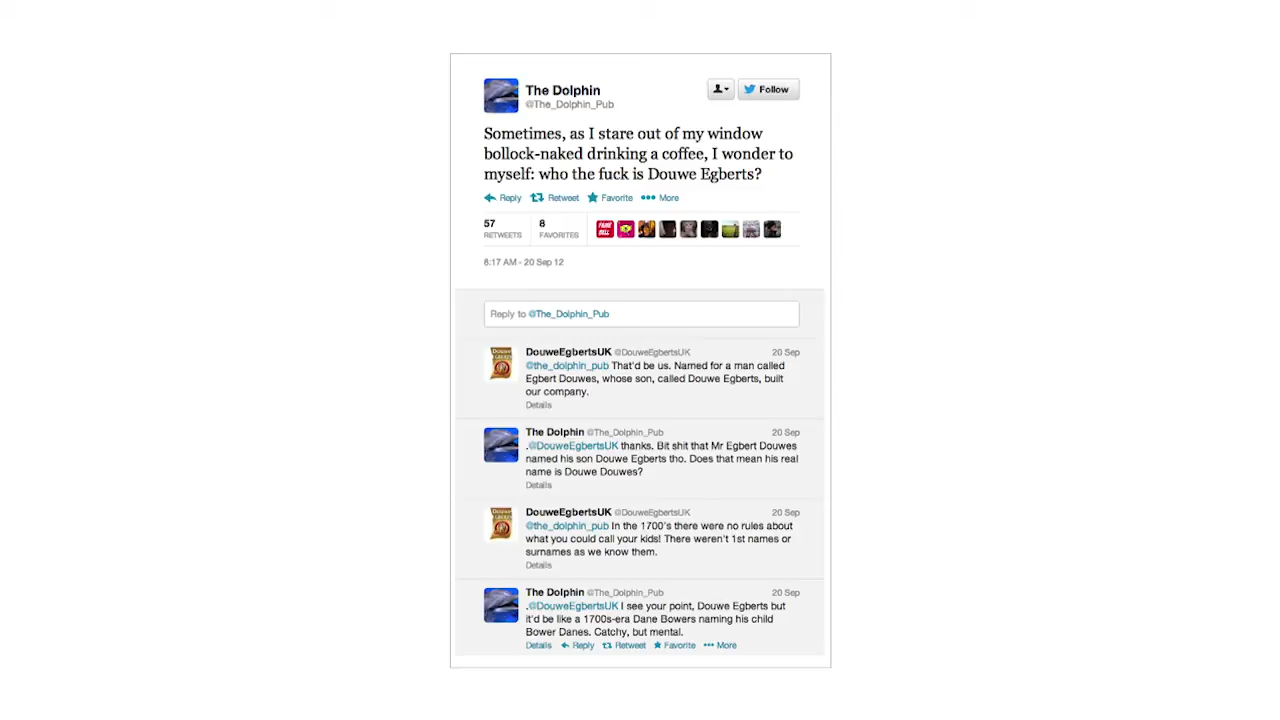 The Dolphin
@The_Dolphin_Pub
Follow
Sometimes, as I stare out of my window
bollock-naked drinking a coffee, I wonder to
myself: who the fuck is Douwe Egberts?
Reply Retweet Favorite More
57 8
RETWEETS FAVORITES
8:17 AM - 20 Sep 12
Reply to @The_Dolphin_Pub
DouweEgbertsUK @DouweEgbertsUK 20 Sep
@the_dolphin_pub That'd be us. Named for a man called
Egbert Douwes, whose son, called Douwe Egberts, built
our company.
Details
The Dolphin @The_Dolphin_Pub 20 Sep
.@DouweEgbertsUK thanks. Bit shit that Mr Egbert Douwes
named his son Douwe Egberts tho. Does that mean his real
name is Douwe Douwes?
Details
DouweEgbertsUK @DouweEgbertsUK 20 Sep
@the_dolphin_pub In the 1700's there were no rules about
what you could call your kids! There weren't 1st names or
surnames as we know them.
Details
The Dolphin @The_Dolphin_Pub 20 Sep
.@DouweEgbertsUK I see your point, Douwe Egberts but
it'd be like a 1700s-era Dane Bowers naming his child
Bower Danes. Catchy, but mental.
Details Reply Retweet Favorite More